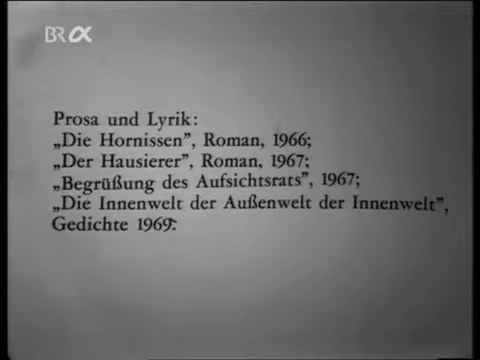 BR α
Prosa und Lyrik:
„Die Hornissen”, Roman, 1966;
„Der Hausierer”, Roman, 1967;
„Begrüßung des Aufsichtsrats”, 1967;
„Die Innenwelt der Außenwelt der Innenwelt”,
Gedichte 1969.